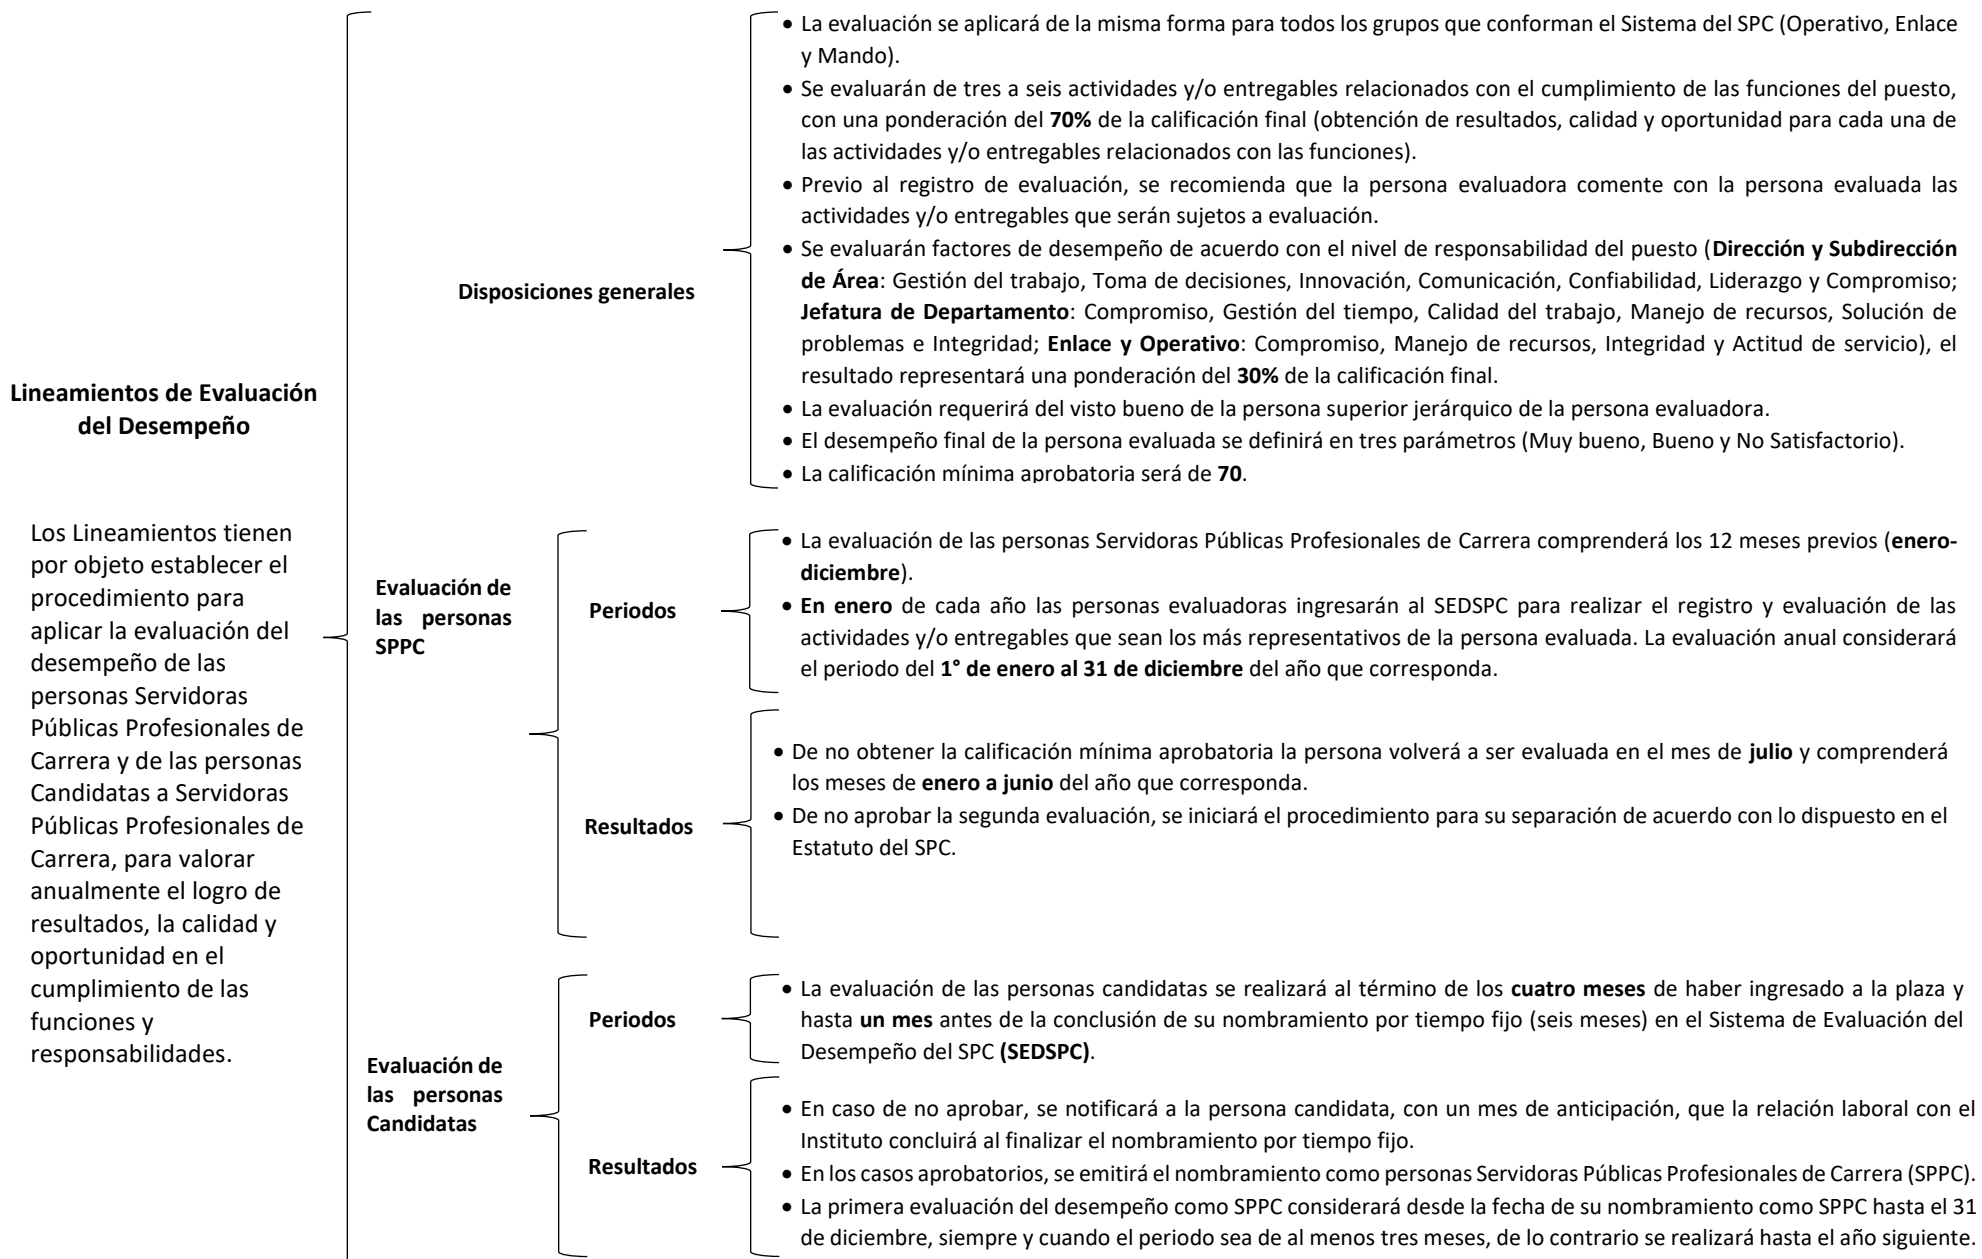 Lineamientos de Evaluación
del Desempeño
Los Lineamientos tienen
por objeto establecer el
procedimiento para
aplicar la evaluación del
desempeño de las
personas Servidoras
Públicas Profesionales de
Carrera y de las personas
Candidatas a Servidoras
Públicas Profesionales de
Carrera, para valorar
anualmente el logro de
resultados, la calidad y
oportunidad en el
cumplimiento de las
funciones y
responsabilidades.
Disposiciones generales
• La evaluación se aplicará de la misma forma para todos los grupos que conforman el Sistema del SPC (Operativo, Enlace
y Mando).
• Se evaluarán de tres a seis actividades y/o entregables relacionados con el cumplimiento de las funciones del puesto,
con una ponderación del 70% de la calificación final (obtención de resultados, calidad y oportunidad para cada una de
las actividades y/o entregables relacionados con las funciones).
• Previo al registro de evaluación, se recomienda que la persona evaluadora comente con la persona evaluada las
actividades y/o entregables que serán sujetos a evaluación.
• Se evaluarán factores de desempeño de acuerdo con el nivel de responsabilidad del puesto (Dirección y Subdirección
de Área: Gestión del trabajo, Toma de decisiones, Innovación, Comunicación, Confiabilidad, Liderazgo y Compromiso;
Jefatura de Departamento: Compromiso, Gestión del tiempo, Calidad del trabajo, Manejo de recursos, Solución de
problemas e Integridad; Enlace y Operativo: Compromiso, Manejo de recursos, Integridad y Actitud de servicio), el
resultado representará una ponderación del 30% de la calificación final.
• La evaluación requerirá del visto bueno de la persona superior jerárquico de la persona evaluadora.
• El desempeño final de la persona evaluada se definirá en tres parámetros (Muy bueno, Bueno y No Satisfactorio).
• La calificación mínima aprobatoria será de 70.
Evaluación de
las personas
SPPC
Periodos
• La evaluación de las personas Servidoras Públicas Profesionales de Carrera comprenderá los 12 meses previos (enero-
diciembre).
• En enero de cada año las personas evaluadoras ingresarán al SEDSPC para realizar el registro y evaluación de las
actividades y/o entregables que sean los más representativos de la persona evaluada. La evaluación anual considerará
el periodo del 1° de enero al 31 de diciembre del año que corresponda.
Resultados
• De no obtener la calificación mínima aprobatoria la persona volverá a ser evaluada en el mes de julio y comprenderá
los meses de enero a junio del año que corresponda.
• De no aprobar la segunda evaluación, se iniciará el procedimiento para su separación de acuerdo con lo dispuesto en el
Estatuto del SPC.
Evaluación de
las personas
Candidatas
Periodos
• La evaluación de las personas candidatas se realizará al término de los cuatro meses de haber ingresado a la plaza y
hasta un mes antes de la conclusión de su nombramiento por tiempo fijo (seis meses) en el Sistema de Evaluación del
Desempeño del SPC (SEDSPC).
Resultados
• En caso de no aprobar, se notificará a la persona candidata, con un mes de anticipación, que la relación laboral con el
Instituto concluirá al finalizar el nombramiento por tiempo fijo.
• En los casos aprobatorios, se emitirá el nombramiento como personas Servidoras Públicas Profesionales de Carrera (SPPC).
• La primera evaluación del desempeño como SPPC considerará desde la fecha de su nombramiento como SPPC hasta el 31
de diciembre, siempre y cuando el periodo sea de al menos tres meses, de lo contrario se realizará hasta el año siguiente.